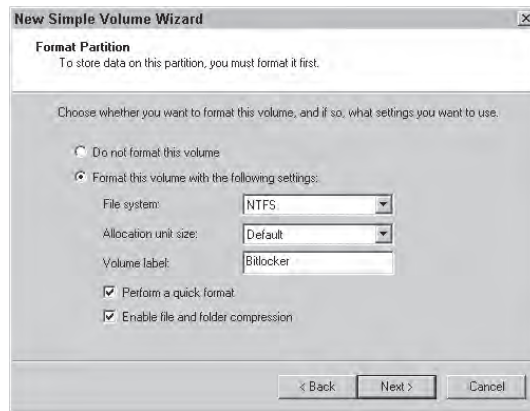 New Simple Volume Wizard
Format Partition
To store data on this partition, you must format it first.
Choose whether you want to format this volume, and if so, what settings you want to use.
Do not format this volume
Format this volume with the following settings:
File system: NTFS
Allocation unit size: Default
Volume label: Bitlocker
Perform a quick format
Enable file and folder compression
< Back Next > Cancel